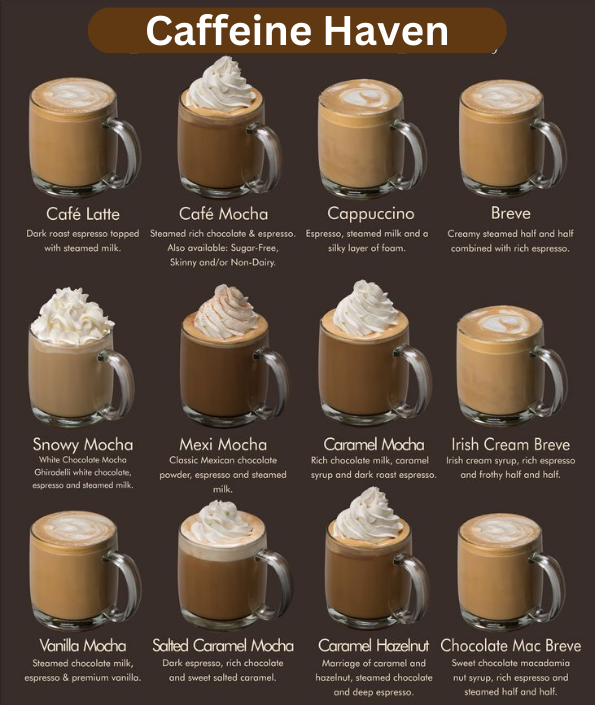 Caffeine Haven
Café Latte
Dark roast espresso topped
with steamed milk.
Café Mocha
Steamed rich chocolate & espresso.
Also available: Sugar-Free,
Skinny and/or Non-Dairy.
Cappuccino
Espresso, steamed milk and a
silky layer of foam.
Breve
Creamy steamed half and half
combined with rich espresso.
Snowy Mocha
White Chocolate Mocha
Ghirodelli white chocolate,
espresso and steamed milk.
Mexi Mocha
Classic Mexican chocolate
powder, espresso and steamed
milk.
Caramel Mocha
Rich chocolate milk, caramel
syrup and dark roast espresso.
Irish Cream Breve
Irish cream syrup, rich espresso
and frothy half and half.
Vanilla Mocha
Steamed chocolate milk,
espresso & premium vanilla.
Salted Caramel Mocha
Dark espresso, rich chocolate
and sweet salted caramel.
Caramel Hazelnut
Marriage of caramel and
hazelnut, steamed chocolate
and deep espresso.
Chocolate Mac Breve
Sweet chocolate macadamia
nut syrup, rich espresso and
steamed half and half.